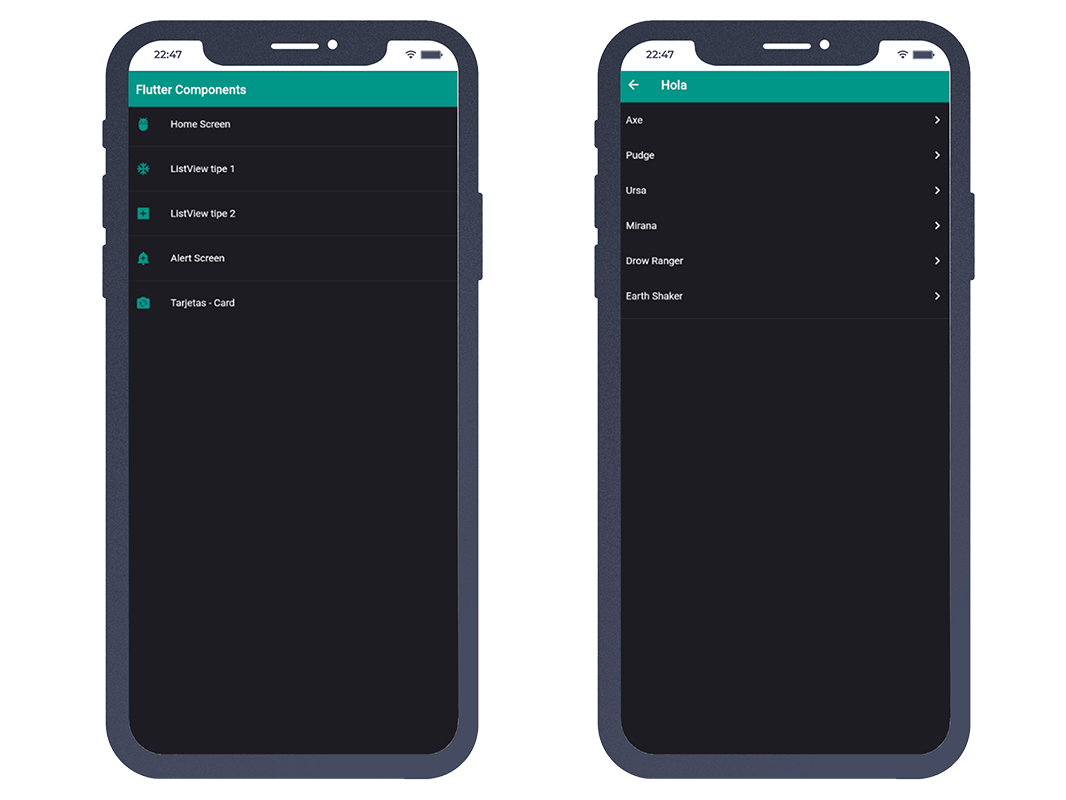 22:47
Flutter Components
Home Screen
ListView tipe 1
ListView tipe 2
Alert Screen
Tarjetas - Card
22:47
Hola
Axe
Pudge
Ursa
Mirana
Drow Ranger
Earth Shaker